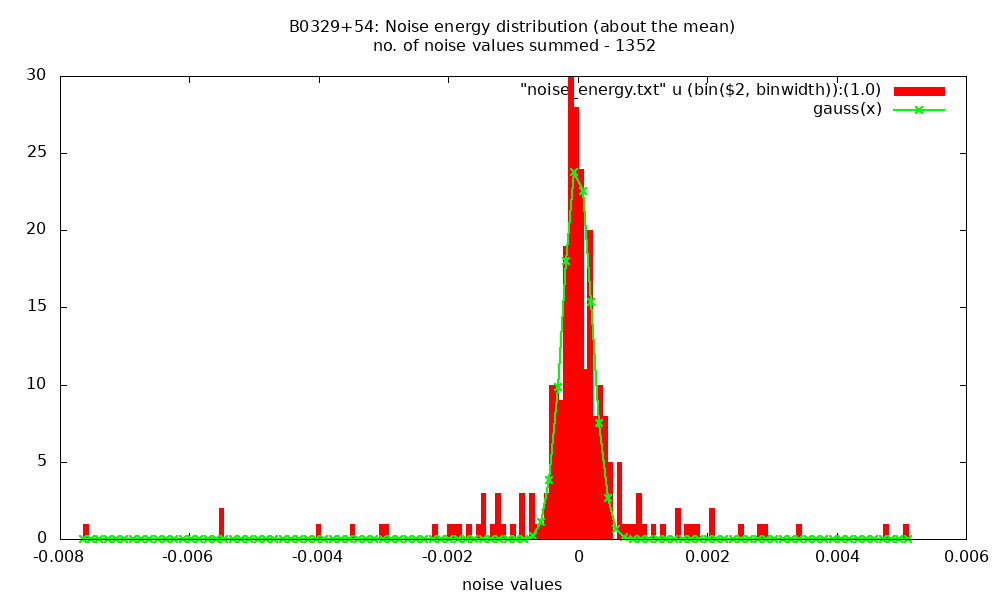 B0329+54: Noise energy distribution (about the mean)
no. of noise values summed - 1352
30
"noise_energy.txt" u (bin($2, binwidth)):(1.0)
gauss(x)
25
20
15
10
5
0
-0.008 -0.006 -0.004 -0.002 0 0.002 0.004 0.006
noise values